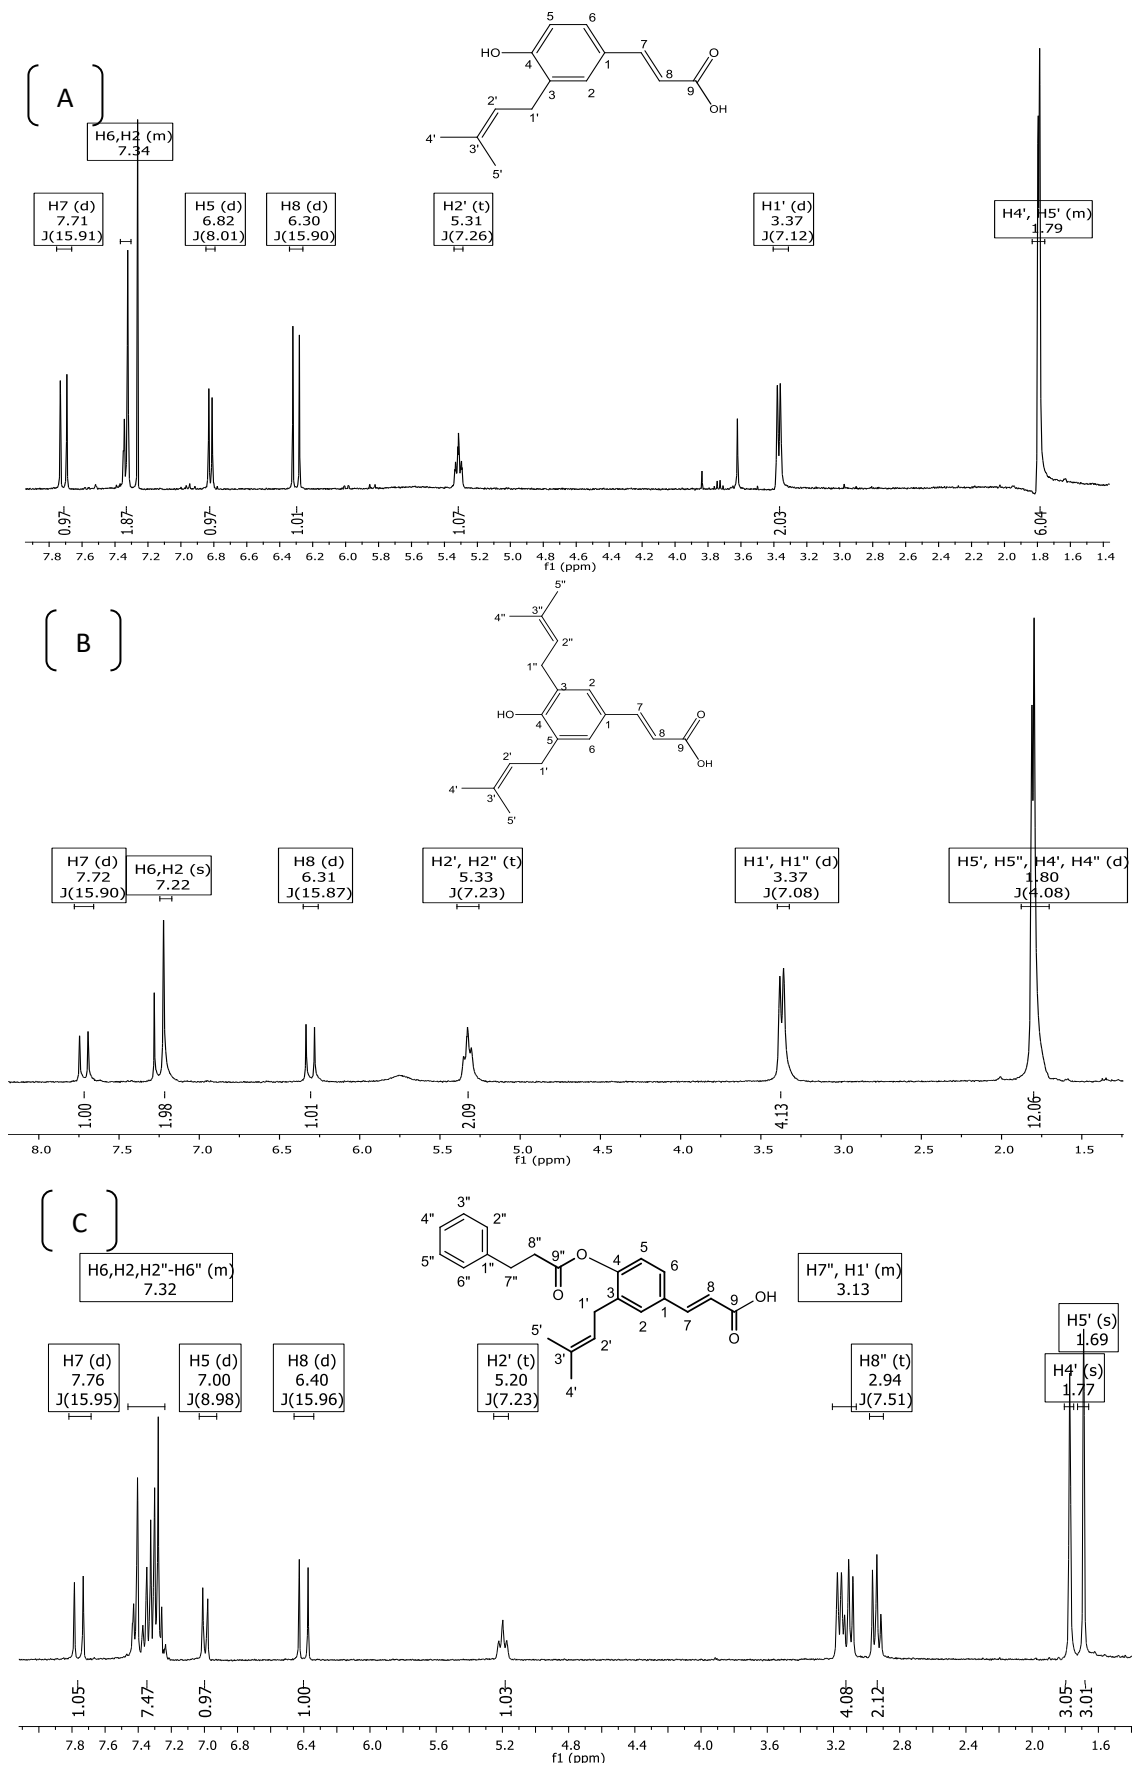 5
6
HO
4
3
2
1
7
8
9
O
OH
2'
1'
4'
3'
5'
A
H6,H2 (m)
7.34
H7 (d)
7.71
J(15.91)
H5 (d)
6.82
J(8.01)
H8 (d)
6.30
J(15.90)
H2' (t)
5.31
J(7.26)
H1' (d)
3.37
J(7.12)
H4', H5' (m)
1.79
0.97
1.87
0.97
1.01
1.07
2.03
6.04
7.8 7.6 7.4 7.2 7.0 6.8 6.6 6.4 6.2 6.0 5.8 5.6 5.4 5.2 5.0 4.8 4.6 4.4 4.2 4.0 3.8 3.6 3.4 3.2 3.0 2.8 2.6 2.4 2.2 2.0 1.8 1.6 1.4
f1 (ppm)
B
5"
4"
3"
2"
1"
3
2
HO
4
1
7
8
9
O
OH
5
6
2'
1'
4'
3'
5'
H7 (d)
7.72
J(15.90)
H6,H2 (s)
7.22
H8 (d)
6.31
J(15.87)
H2', H2" (t)
5.33
J(7.23)
H1', H1" (d)
3.37
J(7.08)
H5', H5", H4', H4" (d)
1.80
J(4.08)
1.00
1.98
1.01
2.09
4.13
12.06
8.0 7.5 7.0 6.5 6.0 5.5 5.0 4.5 4.0 3.5 3.0 2.5 2.0 1.5
f1 (ppm)
C
3"
4"
2"
5"
6"
1"
7"
8"
9"
O
O
4
5
6
3
2
1
7
8
9
O
OH
1'
5'
3'
2'
4'
H6,H2,H2"-H6" (m)
7.32
H7", H1' (m)
3.13
H5' (s)
1.69
H7 (d)
7.76
J(15.95)
H5 (d)
7.00
J(8.98)
H8 (d)
6.40
J(15.96)
H2' (t)
5.20
J(7.23)
H8" (t)
2.94
J(7.51)
H4' (s)
1.77
1.05
7.47
0.97
1.00
1.03
4.08
2.12
3.05
3.01
7.8 7.6 7.4 7.2 7.0 6.8 6.4 6.0 5.6 5.2 4.8 4.4 4.0 3.6 3.2 2.8 2.4 2.0 1.6
f1 (ppm)